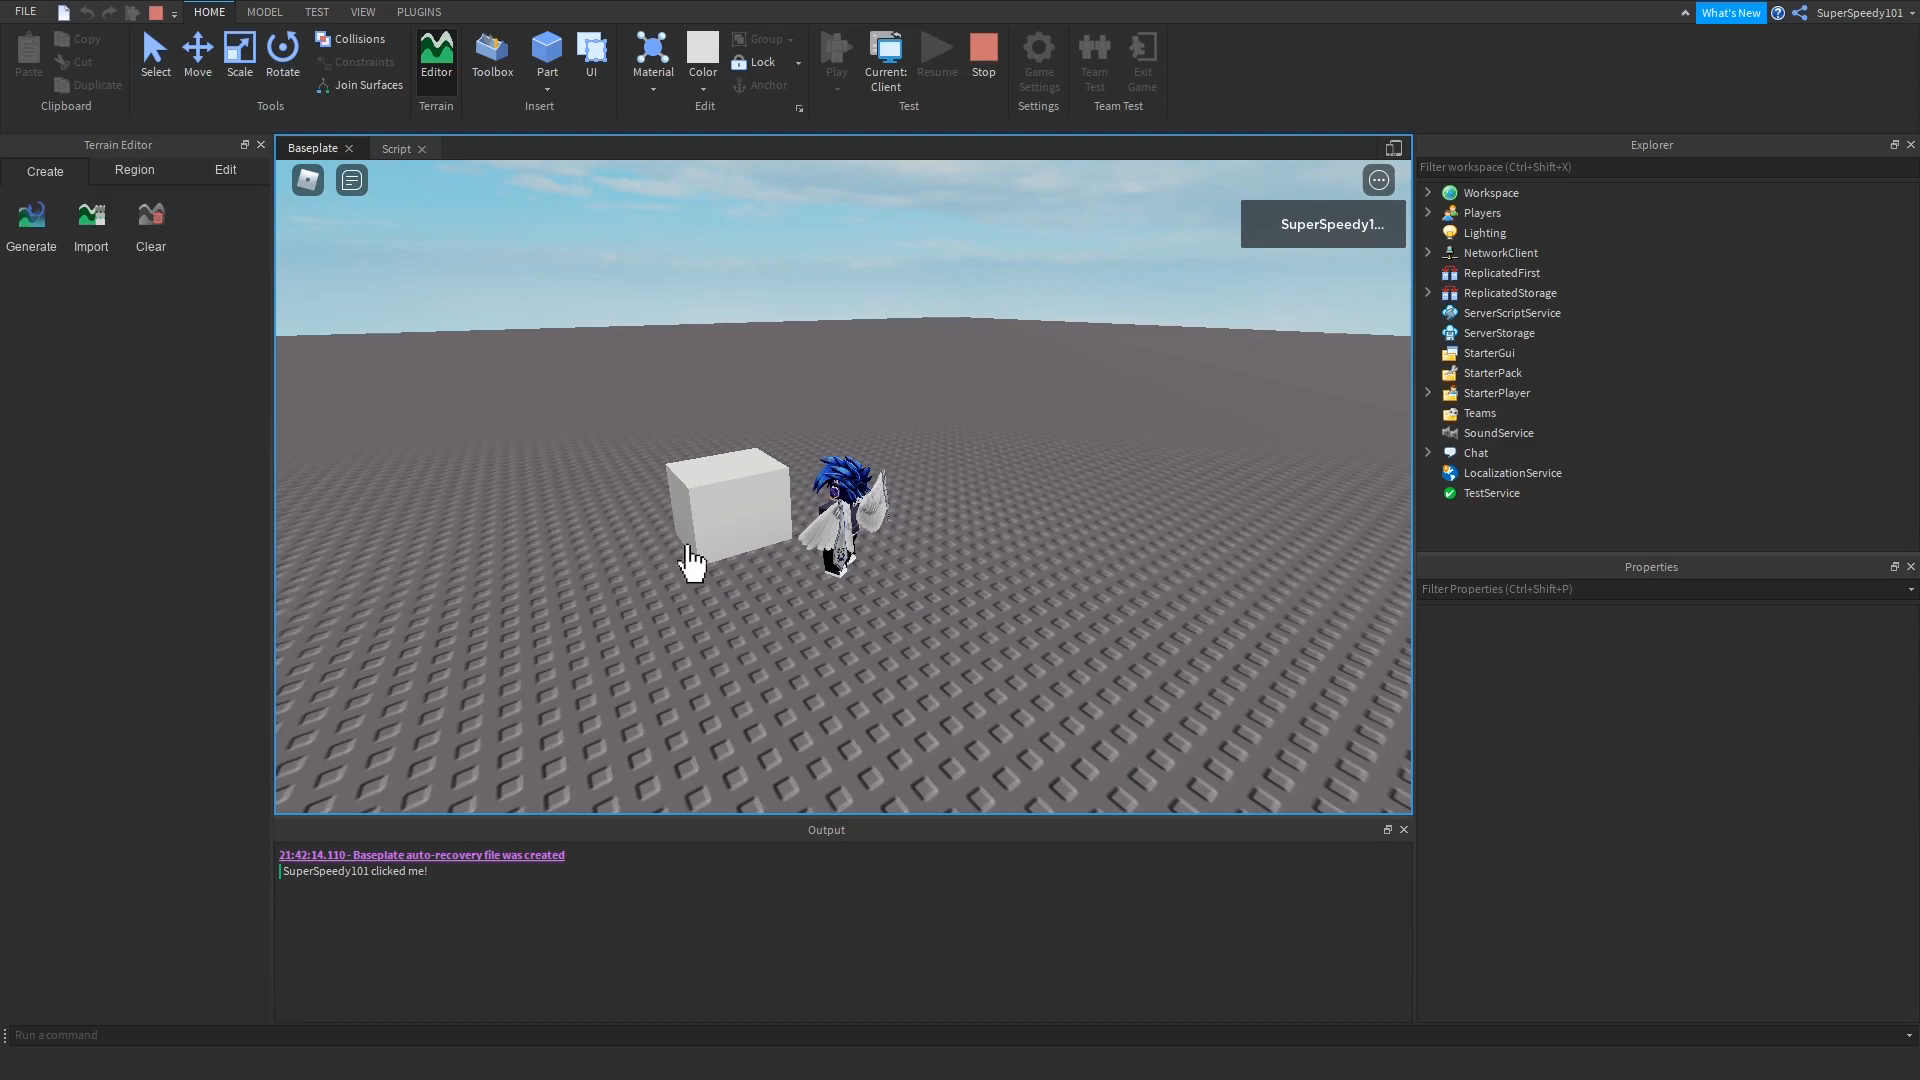 FILE
HOME
MODEL
TEST
VIEW
PLUGINS
What's New
SuperSpeedy101
Paste
Copy
Cut
Duplicate
Clipboard
Select
Move
Scale
Rotate
Collisions
Constraints
Join Surfaces
Tools
Editor
Terrain
Toolbox
Part
UI
Insert
Material
Color
Group
Lock
Anchor
Edit
Play
Current:
Client
Resume
Stop
Test
Game
Settings
Settings
Team
Test
Exit
Game
Team Test
Terrain Editor
Create
Region
Edit
Generate
Import
Clear
Baseplate
Script
SuperSpeedy1...
Explorer
Filter workspace (Ctrl+Shift+X)
Workspace
Players
Lighting
NetworkClient
ReplicatedFirst
ReplicatedStorage
ServerScriptService
ServerStorage
StarterGui
StarterPack
StarterPlayer
Teams
SoundService
Chat
LocalizationService
TestService
Properties
Filter Properties (Ctrl+Shift+P)
Output
21:42:14.110 - Baseplate auto-recovery file was created
SuperSpeedy101 clicked me!
Run a command